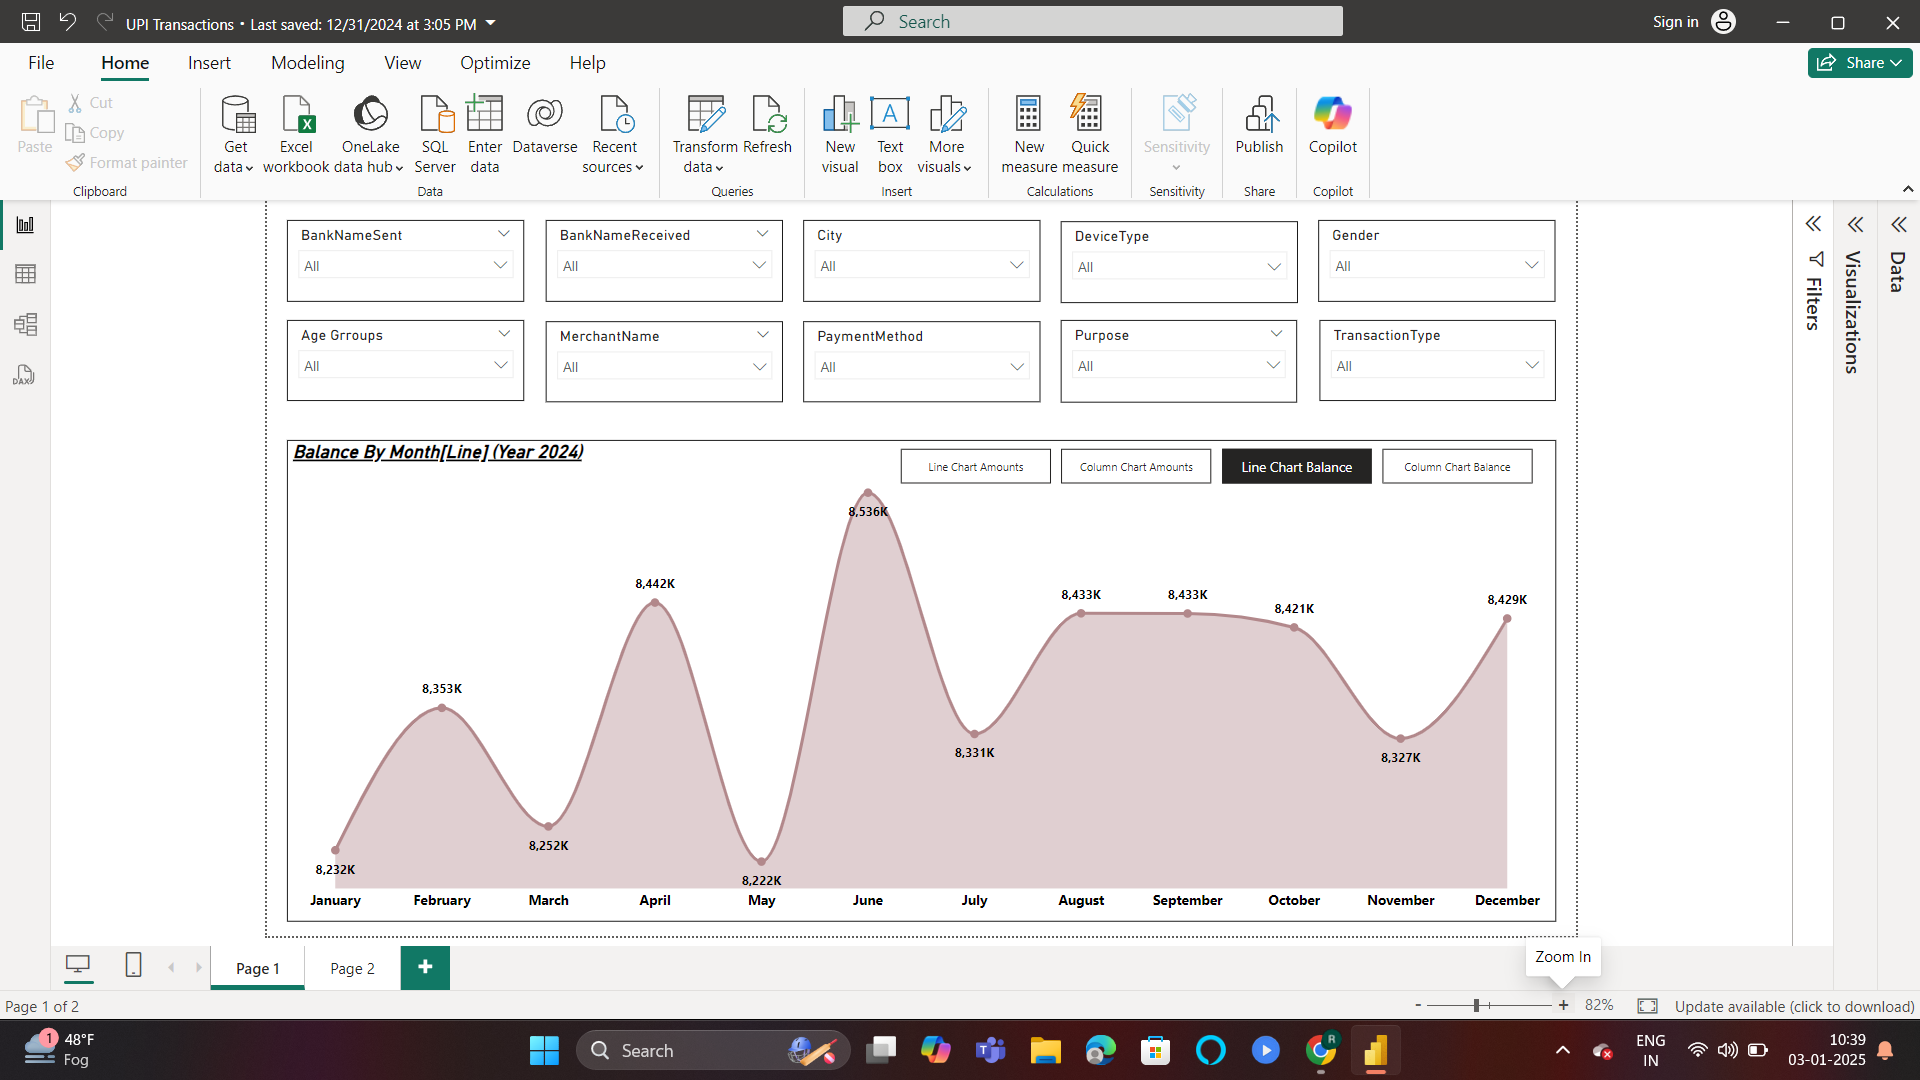 UPI Transactions • Last saved: 12/31/2024 at 3:05 PM
Search
Sign in
File Home Insert Modeling View Optimize Help
Share
Paste
Cut
Copy
Format painter
Clipboard
Get data
Excel workbook
OneLake data hub
SQL Server
Enter data
Dataverse
Recent sources
Data
Transform data
Refresh
Queries
New visual
Text box
More visuals
Insert
New measure
Quick measure
Calculations
Sensitivity
Sensitivity
Publish
Share
Copilot
Copilot
DAX
BankNameSent
All
BankNameReceived
All
City
All
DeviceType
All
Gender
All
Age Grroups
All
MerchantName
All
PaymentMethod
All
Purpose
All
TransactionType
All
Filters
Visualizations
Data
Balance By Month[Line] (Year 2024)
Line Chart Amounts
Column Chart Amounts
Line Chart Balance
Column Chart Balance
8,536K
8,442K
8,433K
8,433K
8,421K
8,429K
8,353K
8,331K
8,327K
8,252K
8,232K
8,222K
January February March April May June July August September October November December
Zoom In
Page 1
Page 2
+
Page 1 of 2
- + 82%
Update available (click to download)
1
48°F
Fog
Search
R
ENG
IN
10:39
03-01-2025